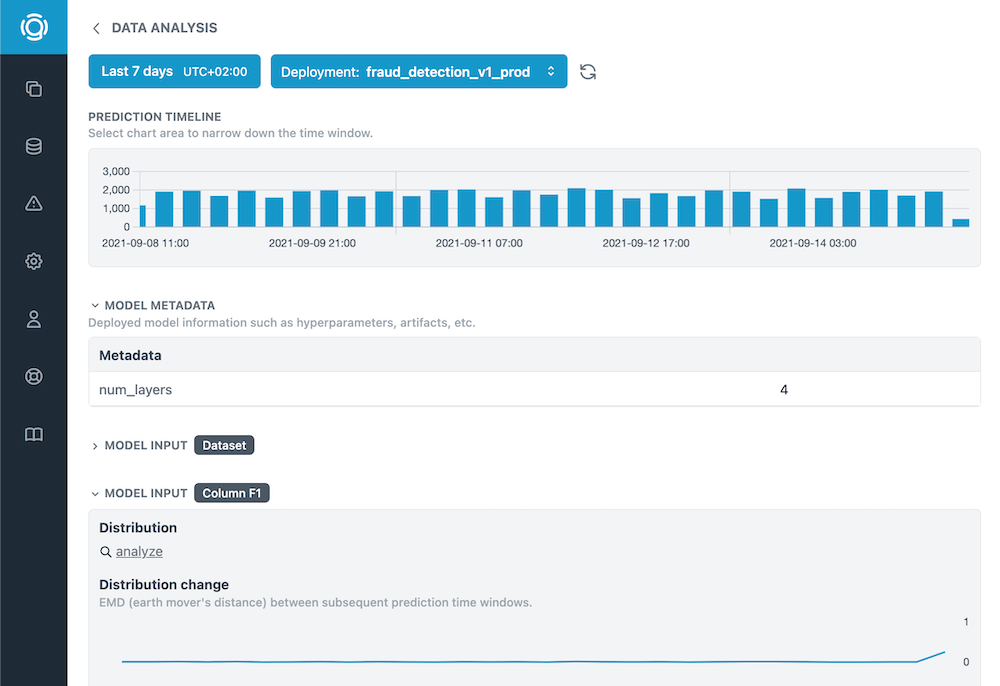 DATA ANALYSIS
Last 7 days UTC+02:00
Deployment: fraud_detection_v1_prod
PREDICTION TIMELINE
Select chart area to narrow down the time window.
3,000
2,000
1,000
0
2021-09-08 11:00 2021-09-09 21:00 2021-09-11 07:00 2021-09-12 17:00 2021-09-14 03:00
MODEL METADATA
Deployed model information such as hyperparameters, artifacts, etc.
Metadata
num_layers 4
MODEL INPUT Dataset
MODEL INPUT Column F1
Distribution
analyze
Distribution change
EMD (earth mover's distance) between subsequent prediction time windows.
1
0